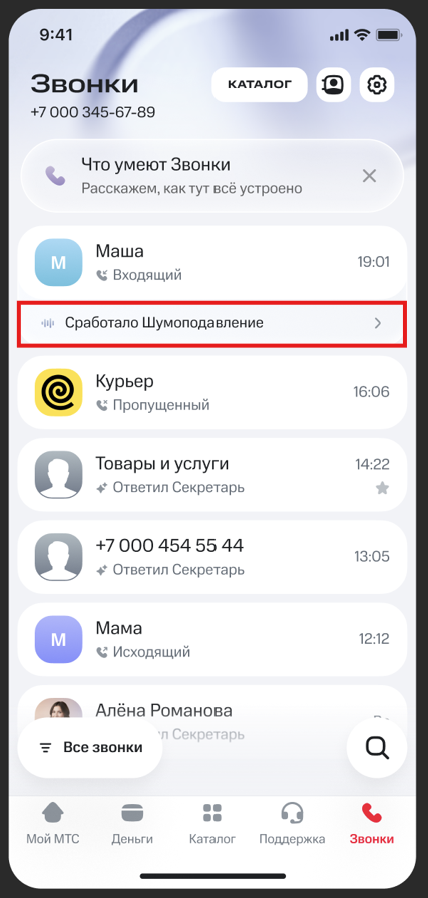 9:41
Звонки
КАТАЛОГ
+7 000 345-67-89
Что умеют Звонки
Расскажем, как тут всё устроено
М
Маша
19:01
Входящий
Сработало Шумоподавление
Курьер
16:06
Пропущенный
Товары и услуги
14:22
Ответил Секретарь
+7 000 454 55 44
13:05
Ответил Секретарь
М
Мама
12:12
Исходящий
Алёна Романова
Секретарь
Все звонки
Мой МТС
Деньги
Каталог
Поддержка
Звонки